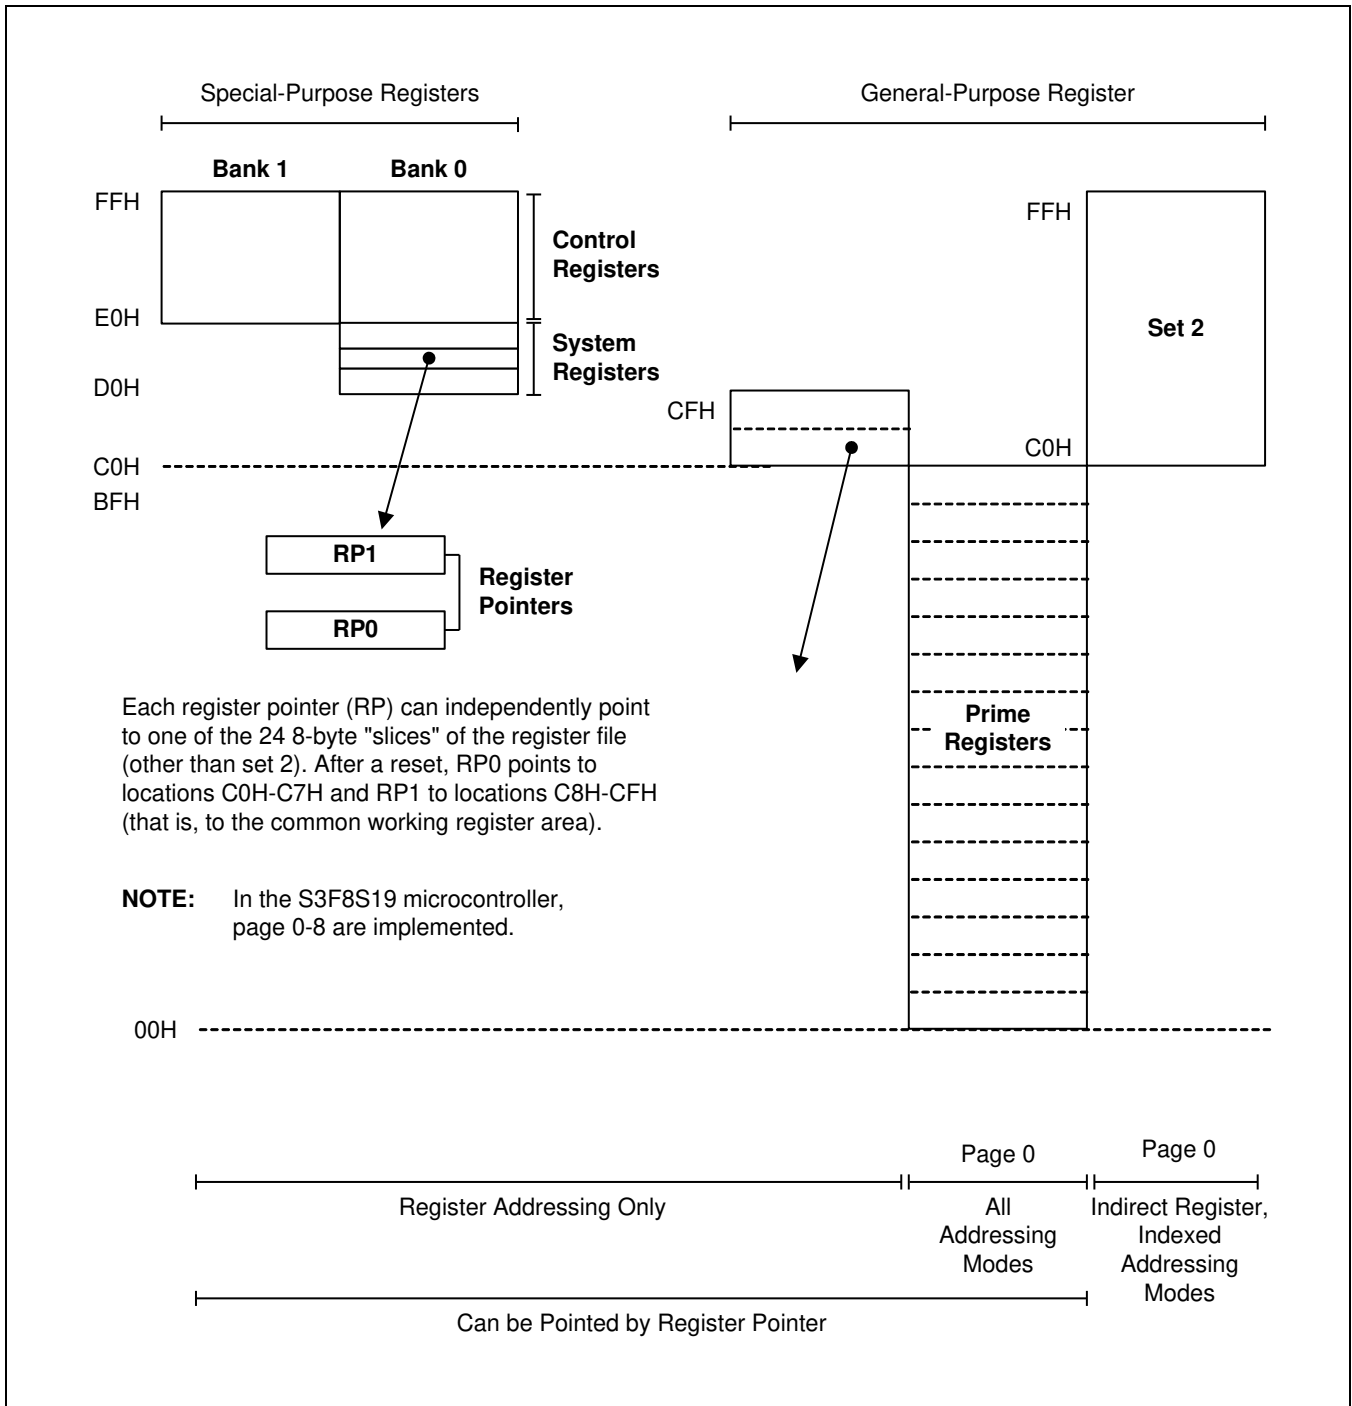 Special-Purpose Registers
General-Purpose Register
Bank 1
Bank 0
FFH
FFH
Control
Registers
E0H
Set 2
System
Registers
D0H
CFH
C0H
C0H
BFH
RP1
Register
Pointers
RP0
Each register pointer (RP) can independently point
to one of the 24 8-byte "slices" of the register file
(other than set 2). After a reset, RP0 points to
locations C0H-C7H and RP1 to locations C8H-CFH
(that is, to the common working register area).
Prime
Registers
NOTE: In the S3F8S19 microcontroller,
page 0-8 are implemented.
00H
Page 0
Page 0
Register Addressing Only
All
Addressing
Modes
Indirect Register,
Indexed
Addressing
Modes
Can be Pointed by Register Pointer